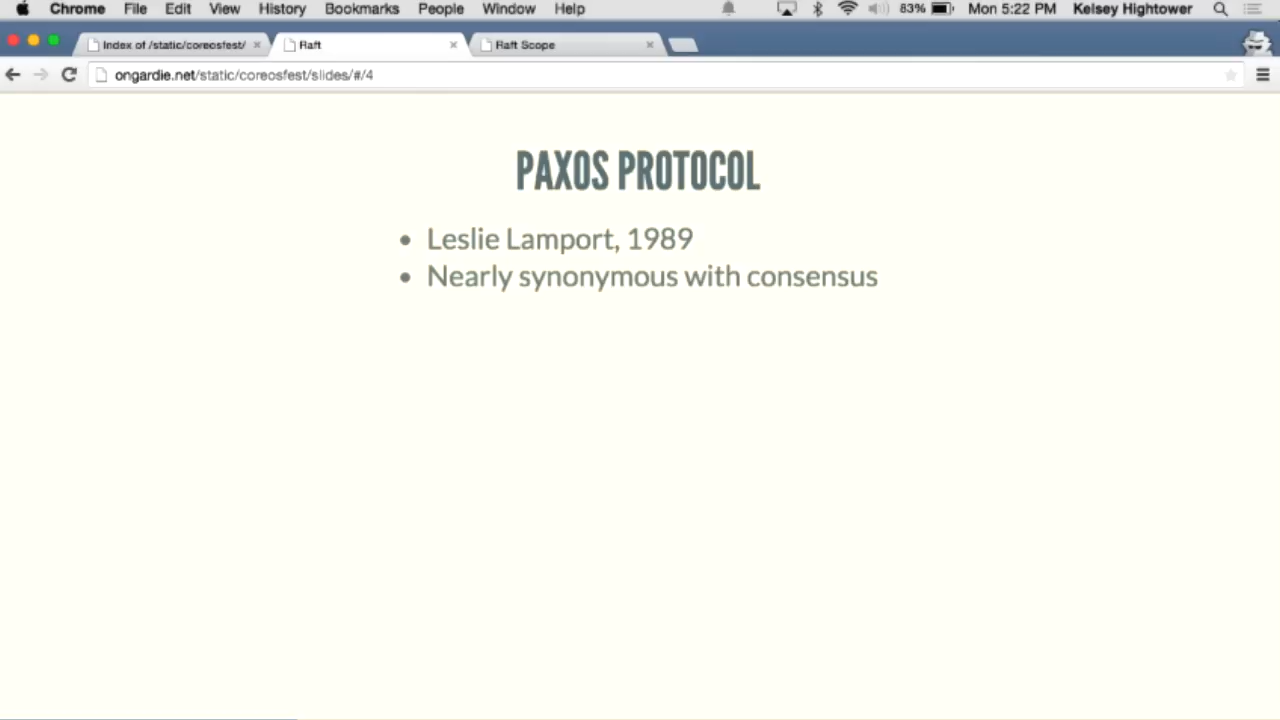 Chrome File Edit View History Bookmarks People Window Help 83% Mon 5:22 PM Kelsey Hightower
Index of /static/coreosfest/ Raft Raft Scope
ongardie.net/static/coreosfest/slides/#/4
PAXOS PROTOCOL
• Leslie Lamport, 1989
• Nearly synonymous with consensus